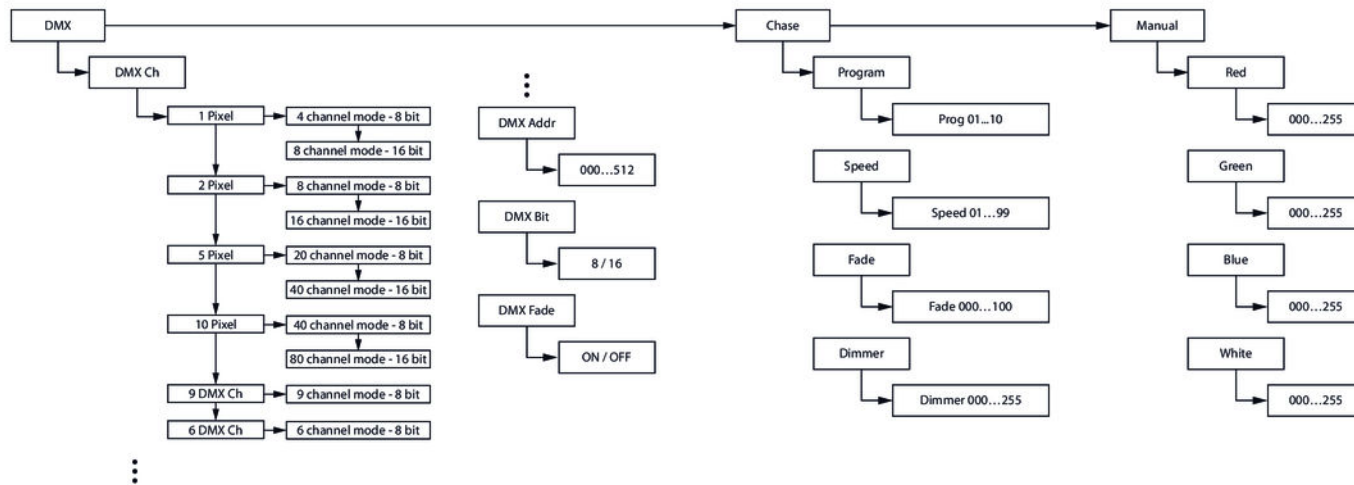 DMX
Chase
Manual
DMX Ch
1 Pixel
4 channel mode - 8 bit
8 channel mode - 16 bit
2 Pixel
8 channel mode - 8 bit
16 channel mode - 16 bit
5 Pixel
20 channel mode - 8 bit
40 channel mode - 16 bit
10 Pixel
40 channel mode - 8 bit
80 channel mode - 16 bit
9 DMX Ch
9 channel mode - 8 bit
6 DMX Ch
6 channel mode - 8 bit
DMX Addr
000...512
DMX Bit
8 / 16
DMX Fade
ON / OFF
Program
Prog 01...10
Speed
Speed 01...99
Fade
Fade 000...100
Dimmer
Dimmer 000...255
Red
000...255
Green
000...255
Blue
000...255
White
000...255